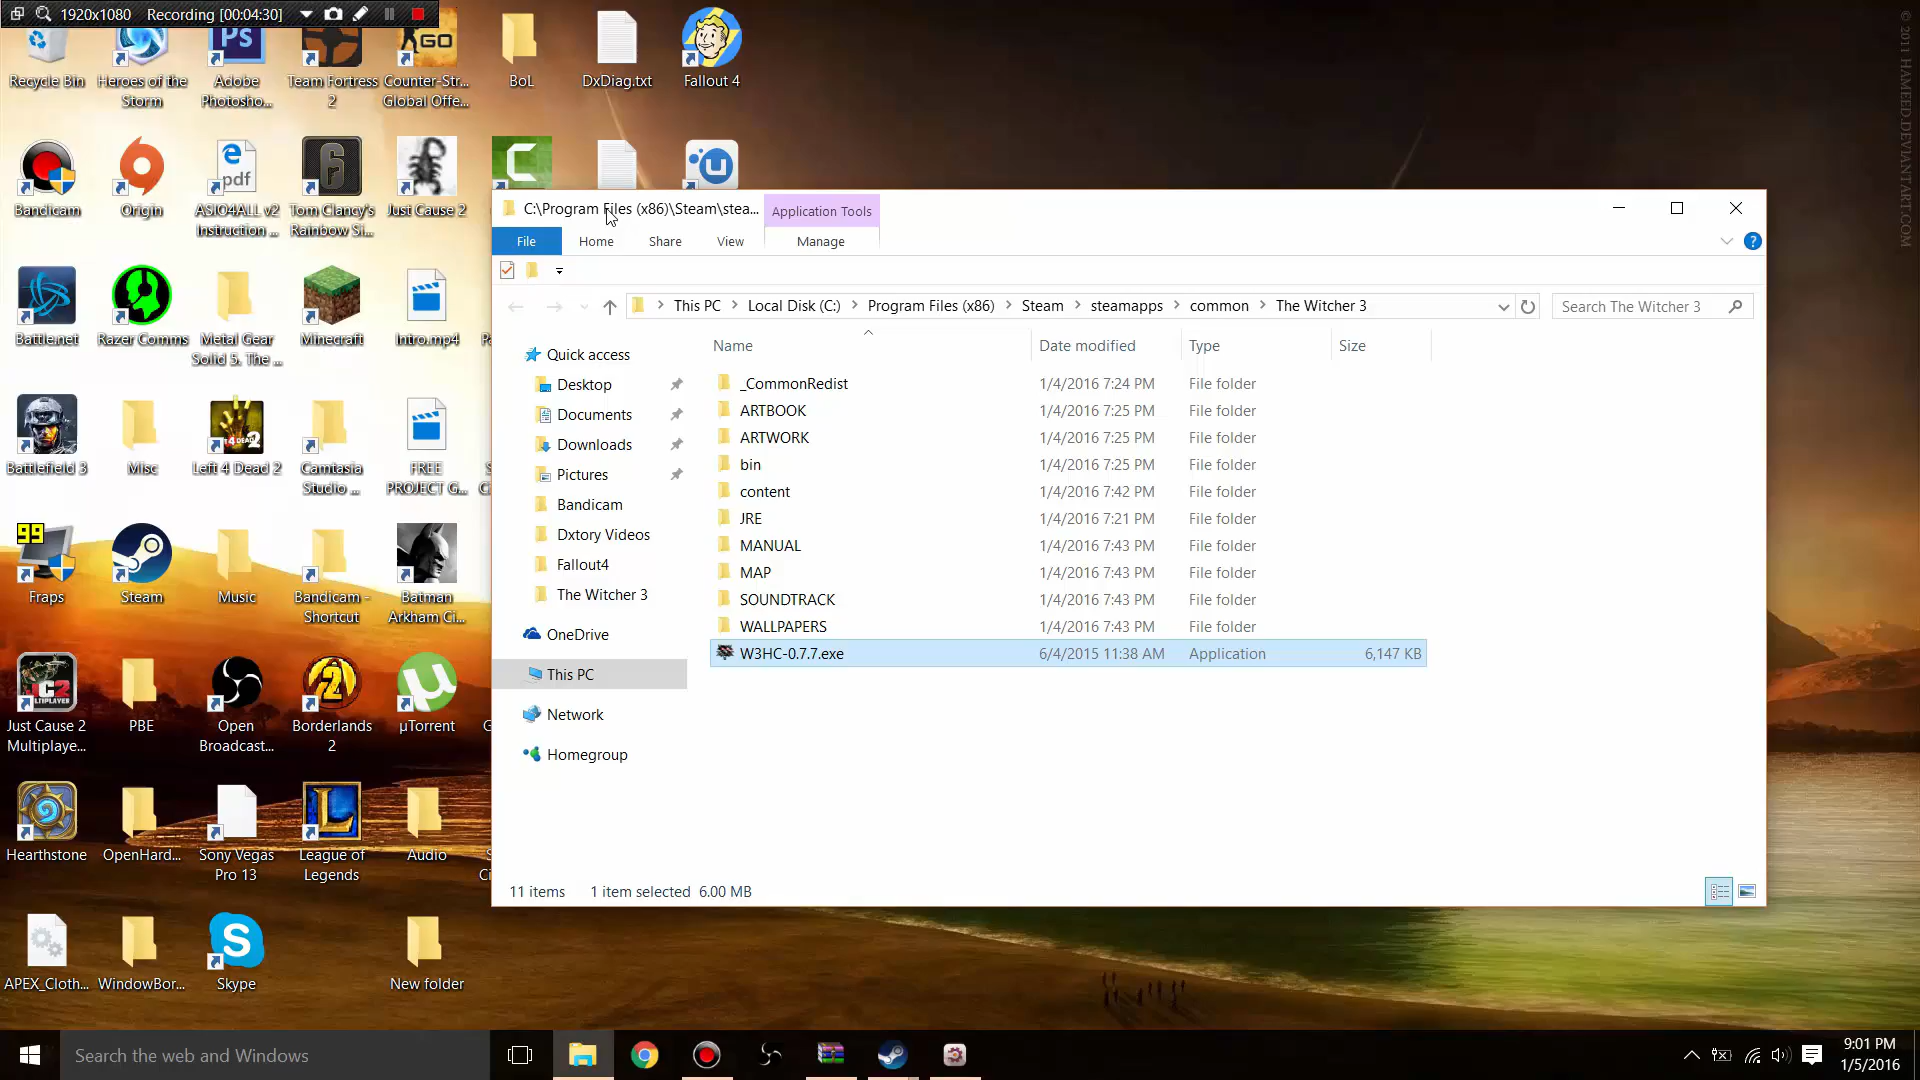 1920x1080 Recording [00:04:30]
Recycle Bin
Heroes of the Storm
Adobe Photosho...
Team Fortress 2
Counter-Str... Global Offe...
BoL
DxDiag.txt
Fallout 4
Bandicam
Origin
ASIO4ALL v2 Instruction ...
Tom Clancy's Rainbow Si...
Just Cause 2
Battle.net
Razer Comms
Metal Gear Solid 5. The ...
Minecraft
Intro.mp4
Battlefield 3
Misc
Left 4 Dead 2
Camtasia Studio ...
FREE PROJECT G...
Fraps
Steam
Music
Bandicam - Shortcut
Batman Arkham Ci...
Just Cause 2 Multiplaye...
PBE
Open Broadcast...
Borderlands 2
µTorrent
Hearthstone
OpenHard...
Sony Vegas Pro 13
League of Legends
Audio
APEX_Cloth...
WindowBor...
Skype
New folder
C:\Program Files (x86)\Steam\stea...
Application Tools
File Home Share View Manage
This PC Local Disk (C:) Program Files (x86) Steam steamapps common The Witcher 3
Search The Witcher 3
Quick access
Desktop
Documents
Downloads
Pictures
Bandicam
Dxtory Videos
Fallout4
The Witcher 3
OneDrive
This PC
Network
Homegroup
Name Date modified Type Size
_CommonRedist 1/4/2016 7:24 PM File folder
ARTBOOK 1/4/2016 7:25 PM File folder
ARTWORK 1/4/2016 7:25 PM File folder
bin 1/4/2016 7:25 PM File folder
content 1/4/2016 7:42 PM File folder
JRE 1/4/2016 7:21 PM File folder
MANUAL 1/4/2016 7:43 PM File folder
MAP 1/4/2016 7:43 PM File folder
SOUNDTRACK 1/4/2016 7:43 PM File folder
WALLPAPERS 1/4/2016 7:43 PM File folder
W3HC-0.7.7.exe 6/4/2015 11:38 AM Application 6,147 KB
11 items 1 item selected 6.00 MB
© 2011 HAMEED.DEVIANTART.COM
Search the web and Windows
9:01 PM
1/5/2016